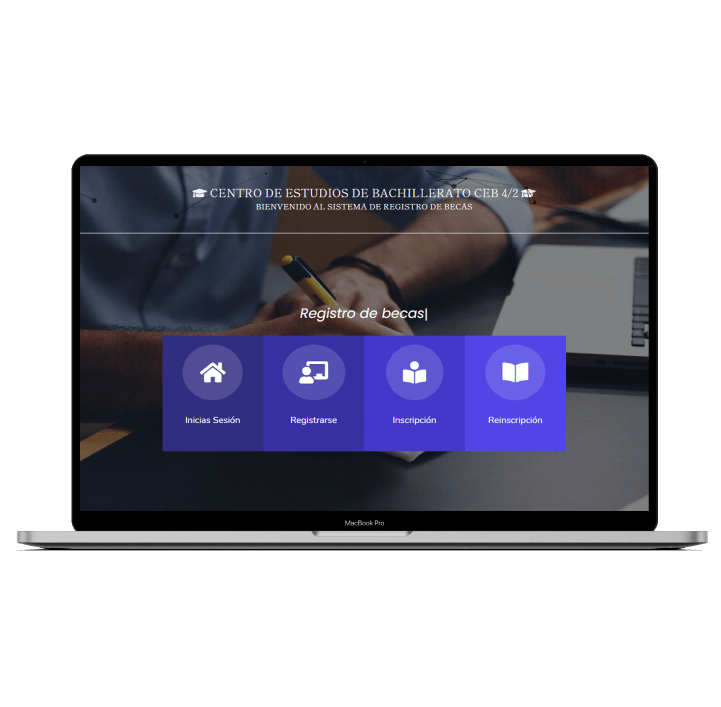 CENTRO DE ESTUDIOS DE BACHILLERATO CEB 4/2
BIENVENIDO AL SISTEMA DE REGISTRO DE BECAS
Registro de becas|
Inicias Sesión
Registrarse
Inscripción
Reinscripción
MacBook Pro